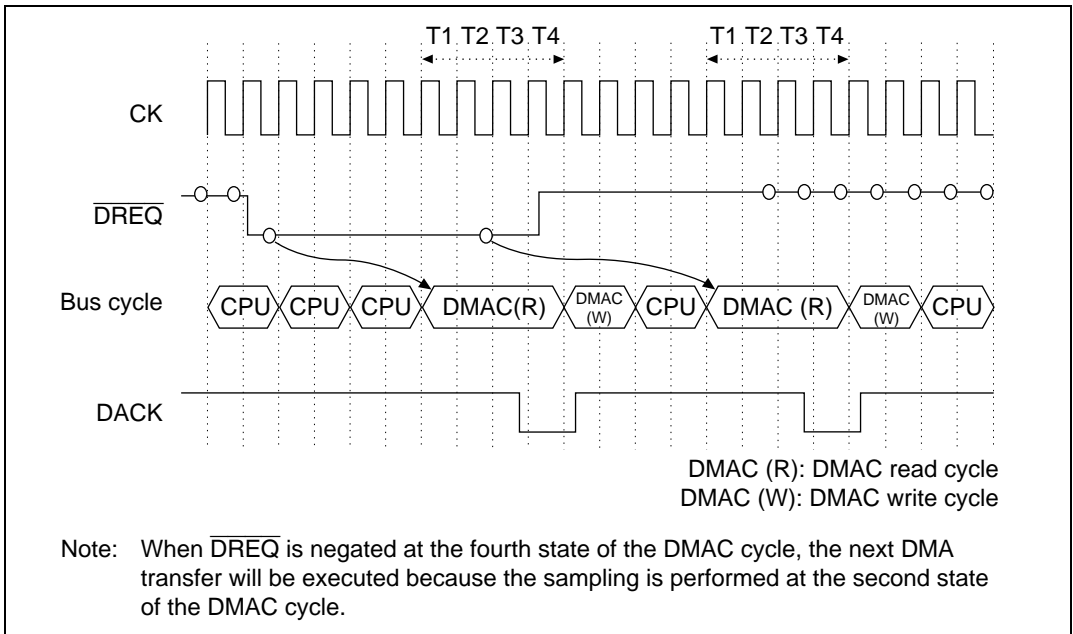 T1 T2 T3 T4 T1 T2 T3 T4
CK
DREQ
Bus cycle CPU CPU CPU DMAC(R) DMAC (W) CPU DMAC (R) DMAC (W) CPU
DACK
DMAC (R): DMAC read cycle
DMAC (W): DMAC write cycle
Note: When DREQ is negated at the fourth state of the DMAC cycle, the next DMA
transfer will be executed because the sampling is performed at the second state
of the DMAC cycle.